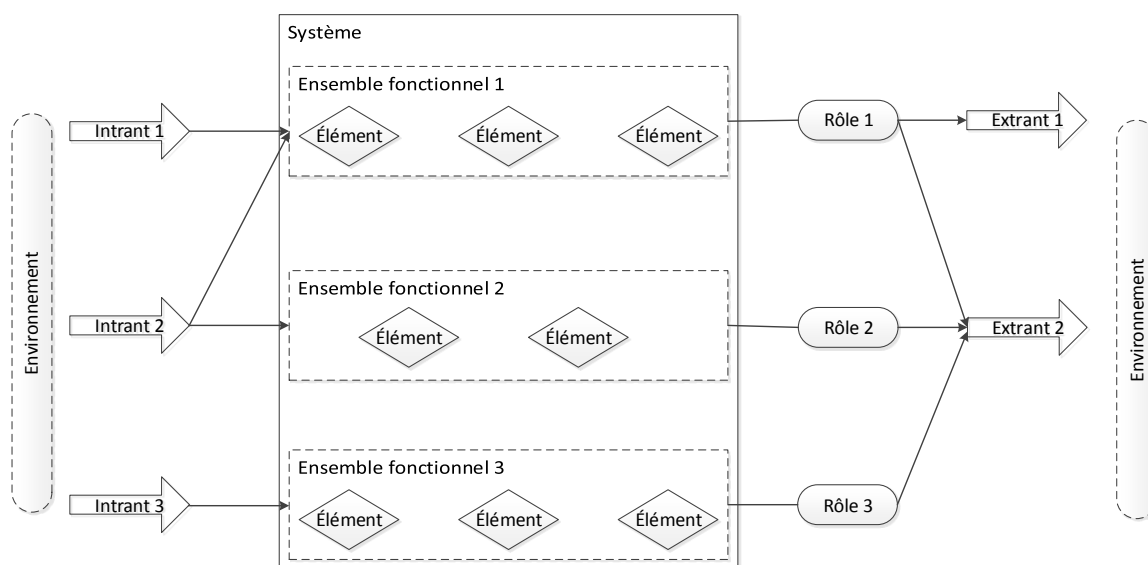 Système
Ensemble fonctionnel 1
Intrant 1
Élément
Élément
Élément
Rôle 1
Extrant 1
Environnement
Ensemble fonctionnel 2
Intrant 2
Élément
Élément
Rôle 2
Extrant 2
Environnement
Ensemble fonctionnel 3
Intrant 3
Élément
Élément
Élément
Rôle 3